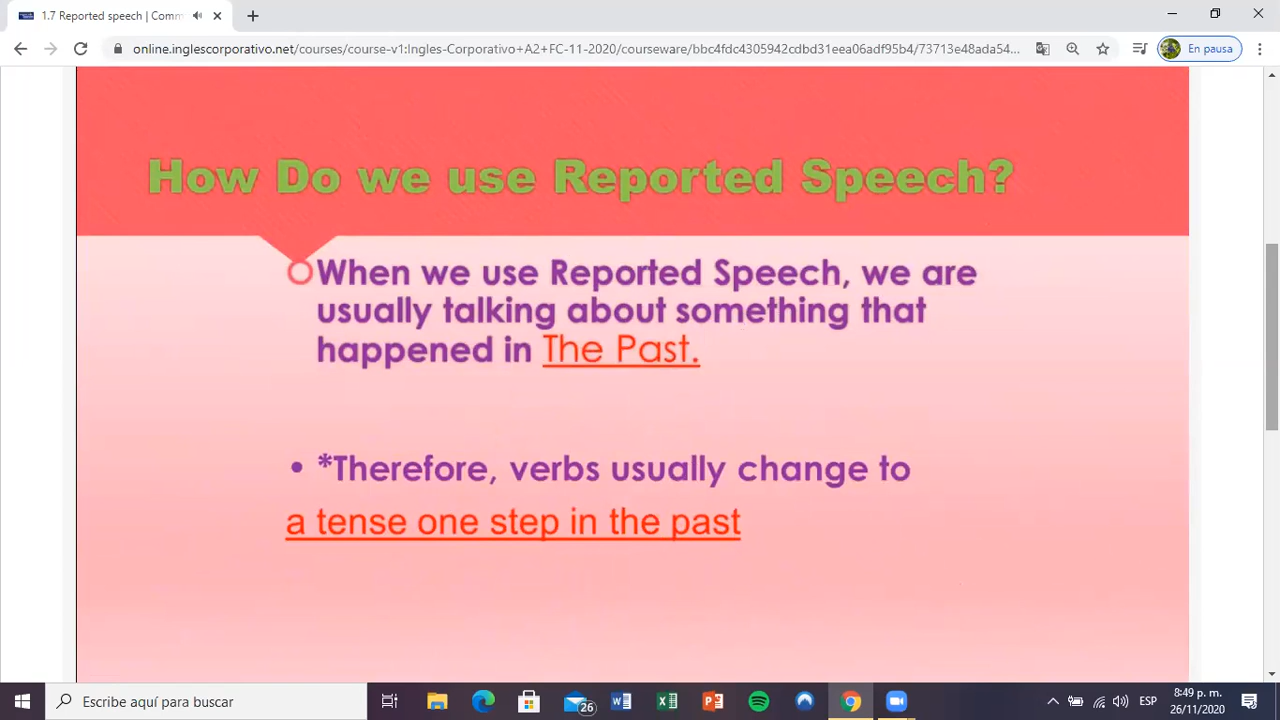 1.7 Reported speech | Comm
online.inglescorporativo.net/courses/course-v1:Ingles-Corporativo+A2+FC-11-2020/courseware/bbc4fdc4305942cdbd31eea06adf95b4/73713e48ada54...
En pausa
How Do we use Reported Speech?
When we use Reported Speech, we are
usually talking about something that
happened in The Past.
• *Therefore, verbs usually change to
a tense one step in the past
Escribe aquí para buscar
26
ESP
8:49 p. m.
26/11/2020